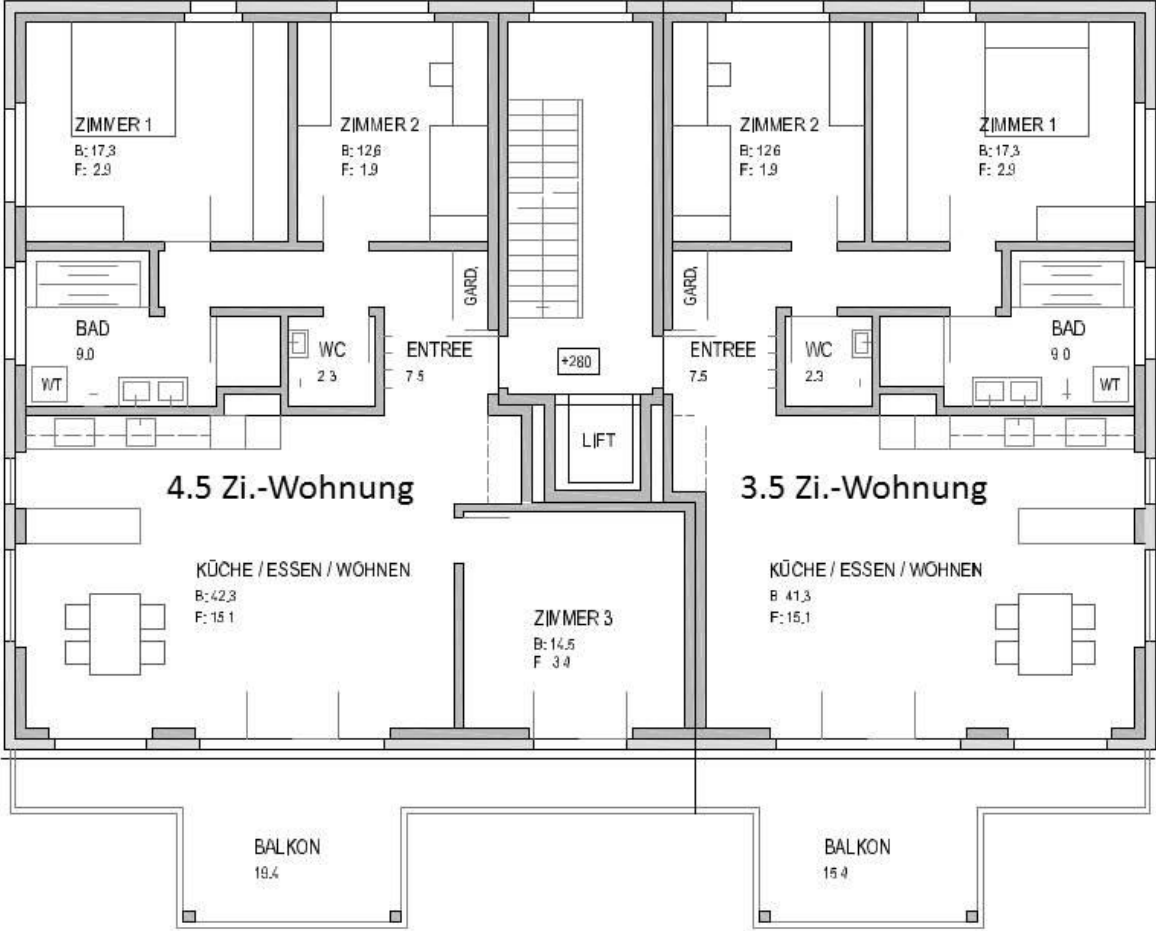 ZIMMER 1
B: 17,3
F: 2.9
ZIMMER 2
B: 12,6
F: 1.9
ZIMMER 2
B: 12,6
F: 1.9
ZIMMER 1
B: 17,3
F: 2.9
GARD.
GARD.
BAD
9.0
WT
WC
2.3
ENTREE
7.5
+280
ENTREE
7.5
WC
2.3
BAD
9.0
WT
LIFT
4.5 Zi.-Wohnung
3.5 Zi.-Wohnung
KÜCHE / ESSEN / WOHNEN
B: 42,3
F: 15.1
ZIMMER 3
B: 14,5
F 3.4
KÜCHE / ESSEN / WOHNEN
B 41,3
F: 15.1
BALKON
19.4
BALKON
15.4